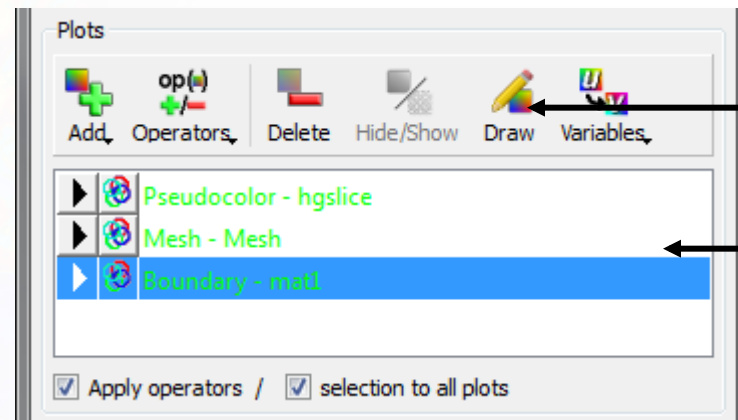 Plots
op(=)
+/-
Add Operators Delete Hide/Show Draw Variables
Pseudocolor - hgslice
Mesh - Mesh
Boundary - mat1
Apply operators / selection to all plots